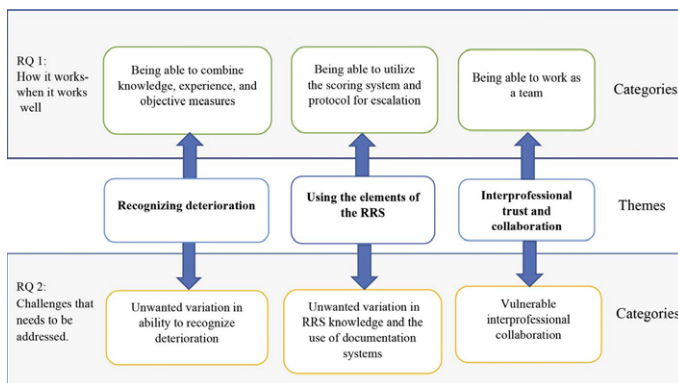 RQ 1:
How it works-
when it works
well
Being able to combine
knowledge, experience, and
objective measures
Being able to utilize
the scoring system and
protocol for escalation
Being able to work as
a team
Categories
Recognizing deterioration
Using the elements of
the RRS
Interprofessional
trust and
collaboration
Themes
RQ 2:
Challenges that
needs to be
addressed.
Unwanted variation in
ability to recognize
deterioration
Unwanted variation in
RRS knowledge and the
use of documentation
systems
Vulnerable
interprofessional
collaboration
Categories